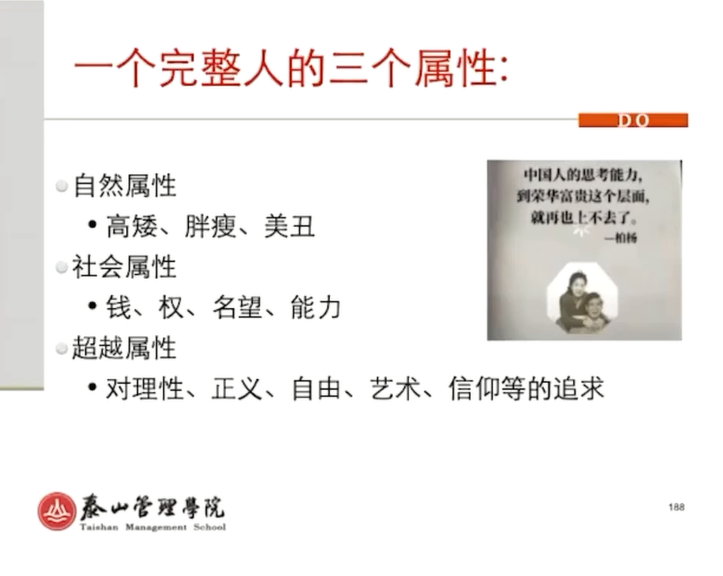 一个完整人的三个属性:
DO
自然属性
• 高矮、胖瘦、美丑
社会属性
• 钱、权、名望、能力
超越属性
• 对理性、正义、自由、艺术、信仰等的追求
中国人的思考能力,
到荣华富贵这个层面,
就再也上不去了。
—柏杨
泰山管理學院
Taishan Management School
188